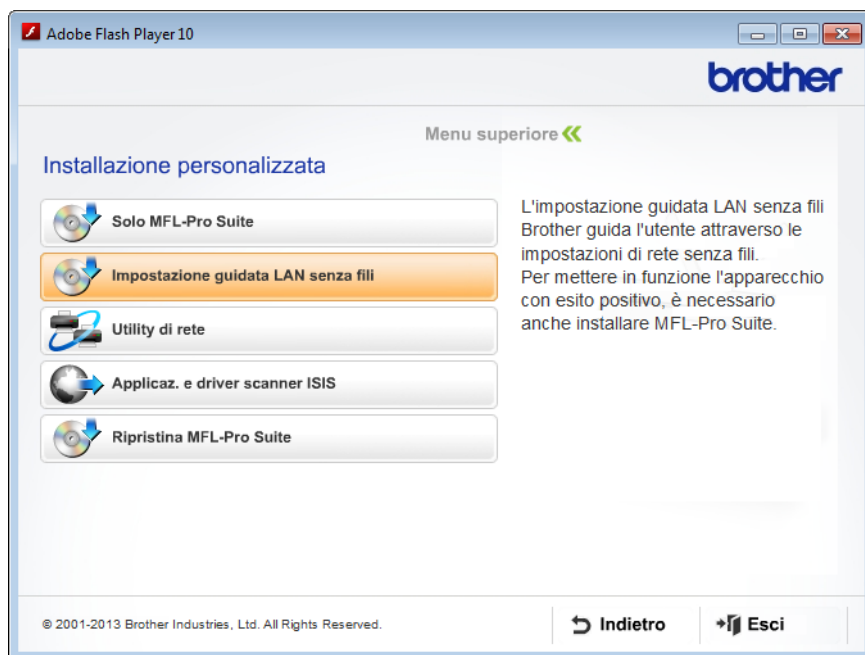 Adobe Flash Player 10
brother
Menu superiore
Installazione personalizzata
Solo MFL-Pro Suite
Impostazione guidata LAN senza fili
Utility di rete
Applicaz. e driver scanner ISIS
Ripristina MFL-Pro Suite
L'impostazione guidata LAN senza fili
Brother guida l'utente attraverso le
impostazioni di rete senza fili.
Per mettere in funzione l'apparecchio
con esito positivo, è necessario
anche installare MFL-Pro Suite.
© 2001-2013 Brother Industries, Ltd. All Rights Reserved.
Indietro
Esci